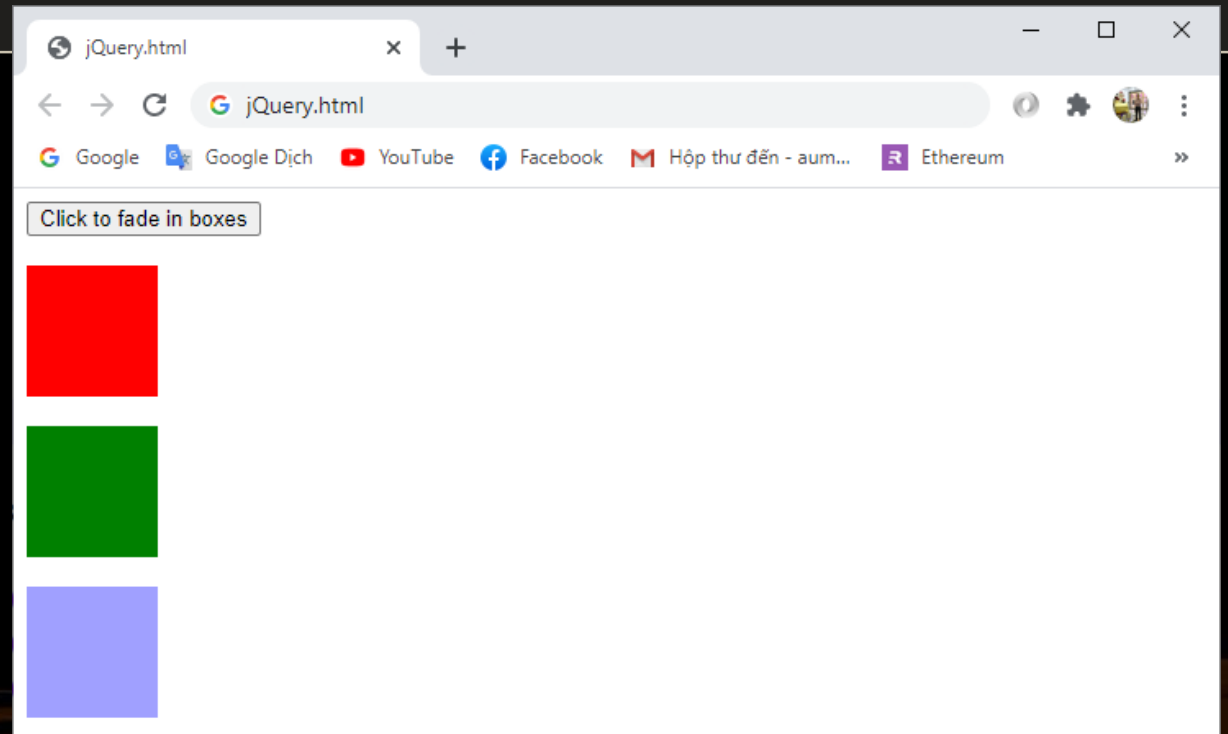 jQuery.html
jQuery.html
Google Google Dịch YouTube Facebook Hộp thư đến - aum... Ethereum
Click to fade in boxes